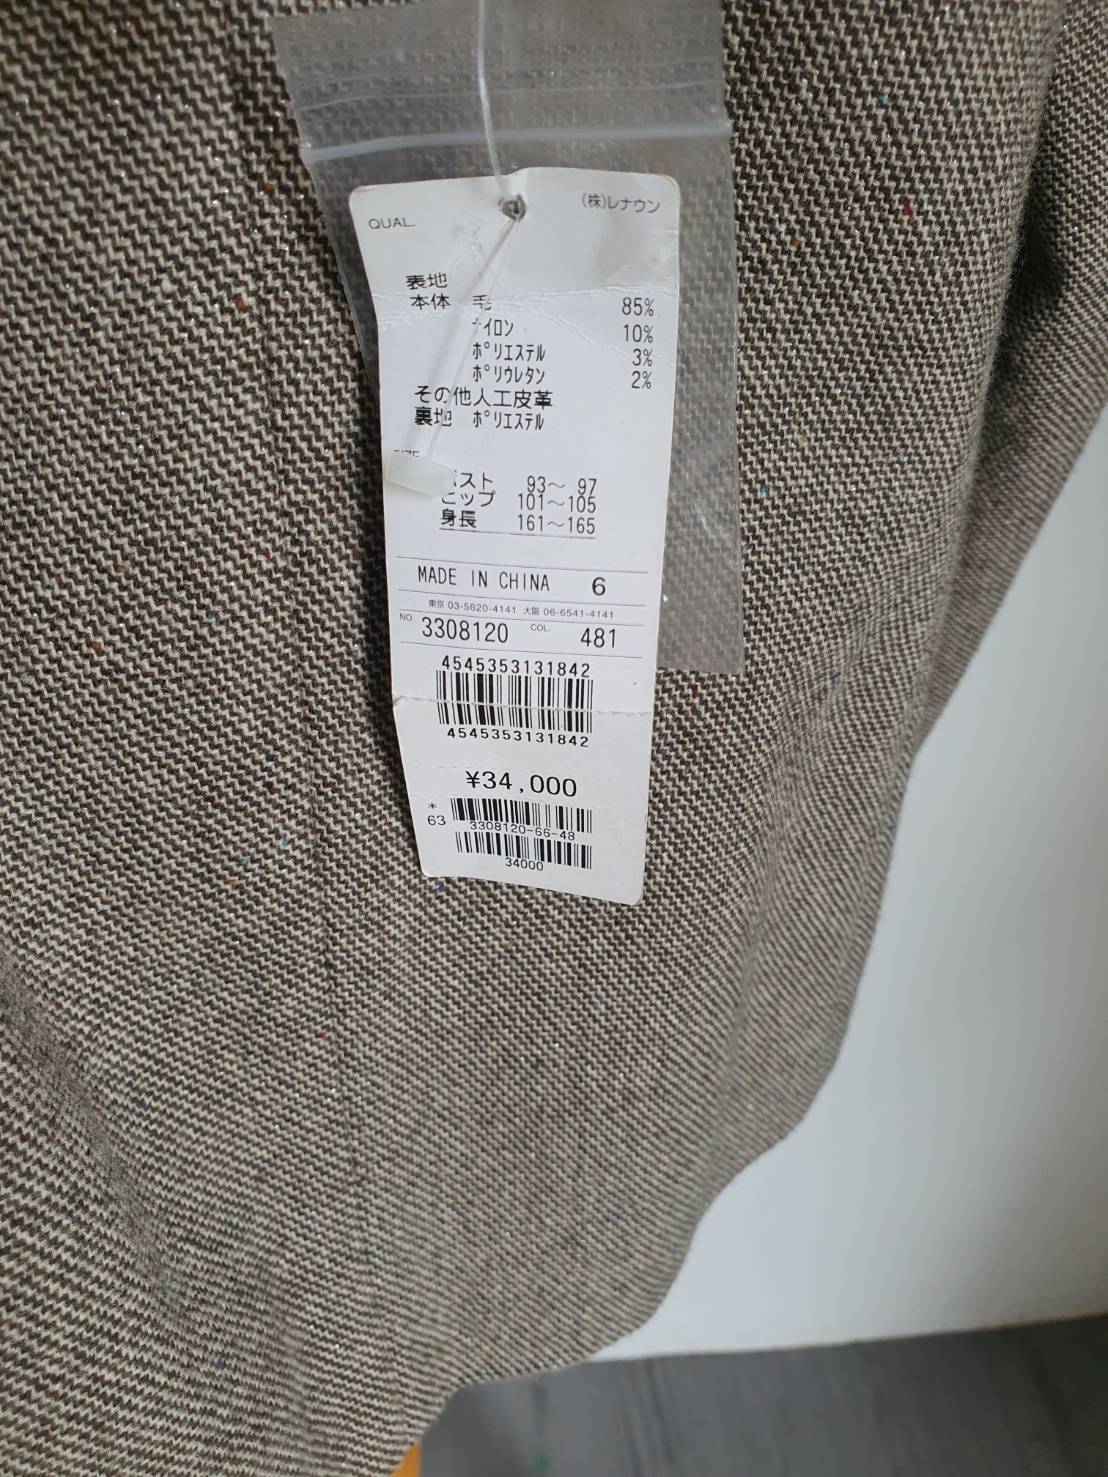 QUAL. (株)レナウン
表地
本体 毛 85%
ナイロン 10%
ポリエステル 3%
ポリウレタン 2%
その他人工皮革
裏地 ポリエステル
バスト 93〜 97
ヒップ 101〜105
身長 161〜165
MADE IN CHINA 6
東京 03-5620-4141 大阪 06-6541-4141
NO. 3308120 COL. 481
4545353131842
4545353131842
¥34,000
*
63
3308120-66-48
34000